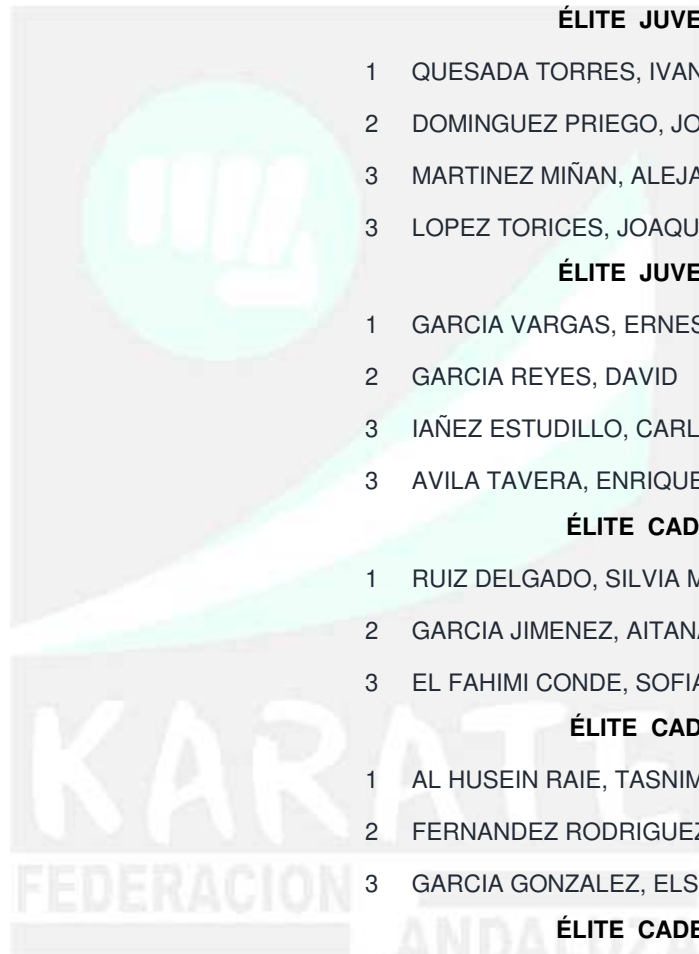 ÉLITE JUVE
1 QUESADA TORRES, IVAN
2 DOMINGUEZ PRIEGO, JO
3 MARTINEZ MIÑAN, ALEJA
3 LOPEZ TORICES, JOAQU
ÉLITE JUVE
1 GARCIA VARGAS, ERNES
2 GARCIA REYES, DAVID
3 IAÑEZ ESTUDILLO, CARL
3 AVILA TAVERA, ENRIQUE
ÉLITE CAD
1 RUIZ DELGADO, SILVIA M
2 GARCIA JIMENEZ, AITANA
3 EL FAHIMI CONDE, SOFIA
ÉLITE CAD
1 AL HUSEIN RAIE, TASNIM
2 FERNANDEZ RODRIGUEZ
3 GARCIA GONZALEZ, ELS
ÉLITE CADE
KARATE
FEDERACION
ANDALUZA